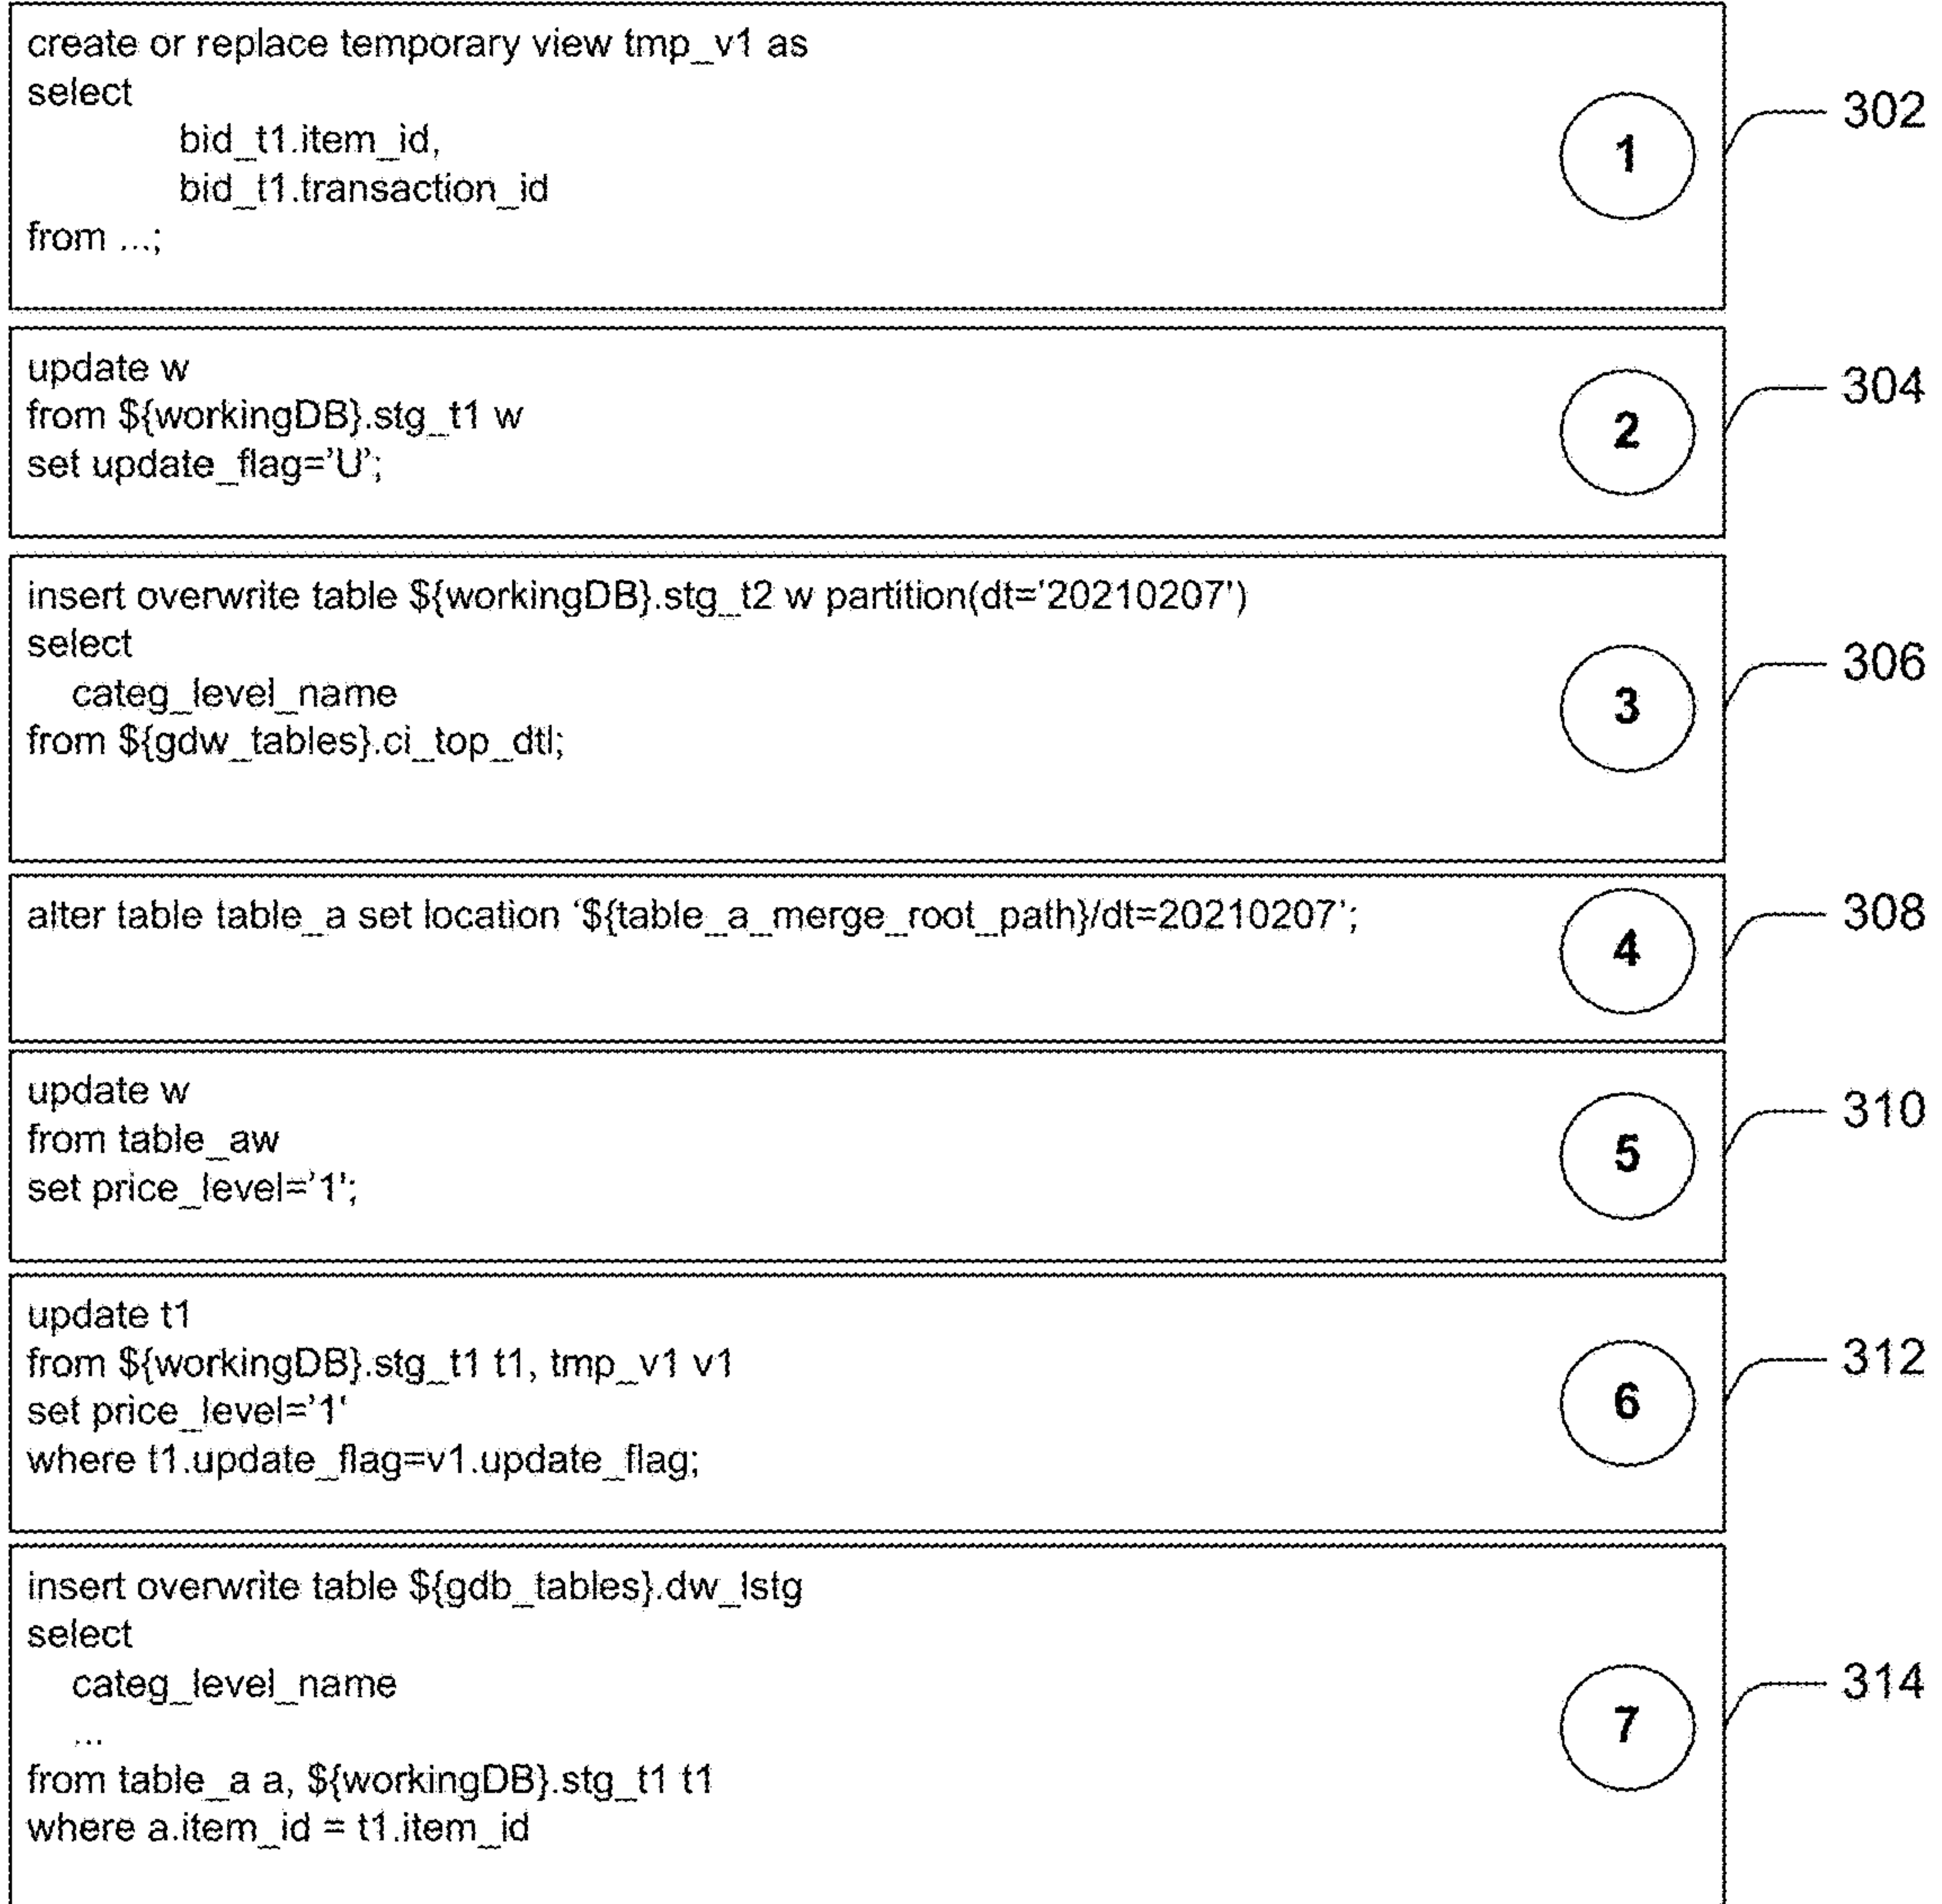 create or replace temporary view tmp_v1 as
select
bid_t1.item_id,
bid_t1.transaction_id
from ...;
1
302
update w
from ${workingDB}.stg_t1 w
set update_flag='U';
2
304
insert overwrite table ${workingDB}.stg_t2 w partition(dt='20210207')
select
categ_level_name
from ${gdw_tables}.ci_top_dtl;
3
306
alter table table_a set location ‘${table_a_merge_root_path}/dt=20210207’;
4
308
update w
from table_aw
set price_level='1';
5
310
update t1
from ${workingDB}.stg_t1 t1, tmp_v1 v1
set price_level='1'
where t1.update_flag=v1.update_flag;
6
312
insert overwrite table ${gdb_tables}.dw_lstg
select
categ_level_name
...
from table_a a, ${workingDB}.stg_t1 t1
where a.item_id = t1.item_id
7
314